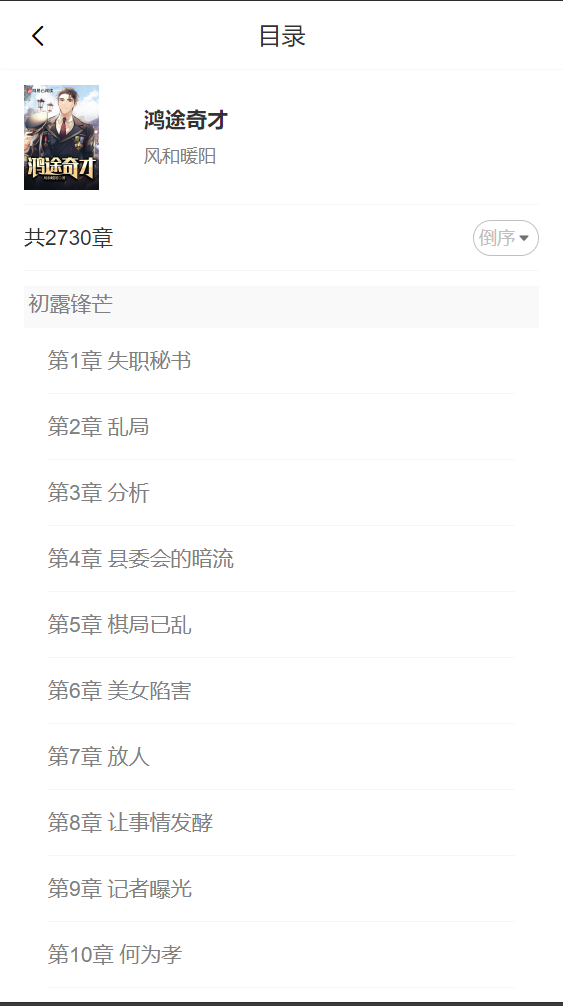 目录
鸿途奇才
鸿途奇才
风和暖阳
共2730章
倒序
初露锋芒
第1章 失职秘书
第2章 乱局
第3章 分析
第4章 县委会的暗流
第5章 棋局已乱
第6章 美女陷害
第7章 放人
第8章 让事情发酵
第9章 记者曝光
第10章 何为孝